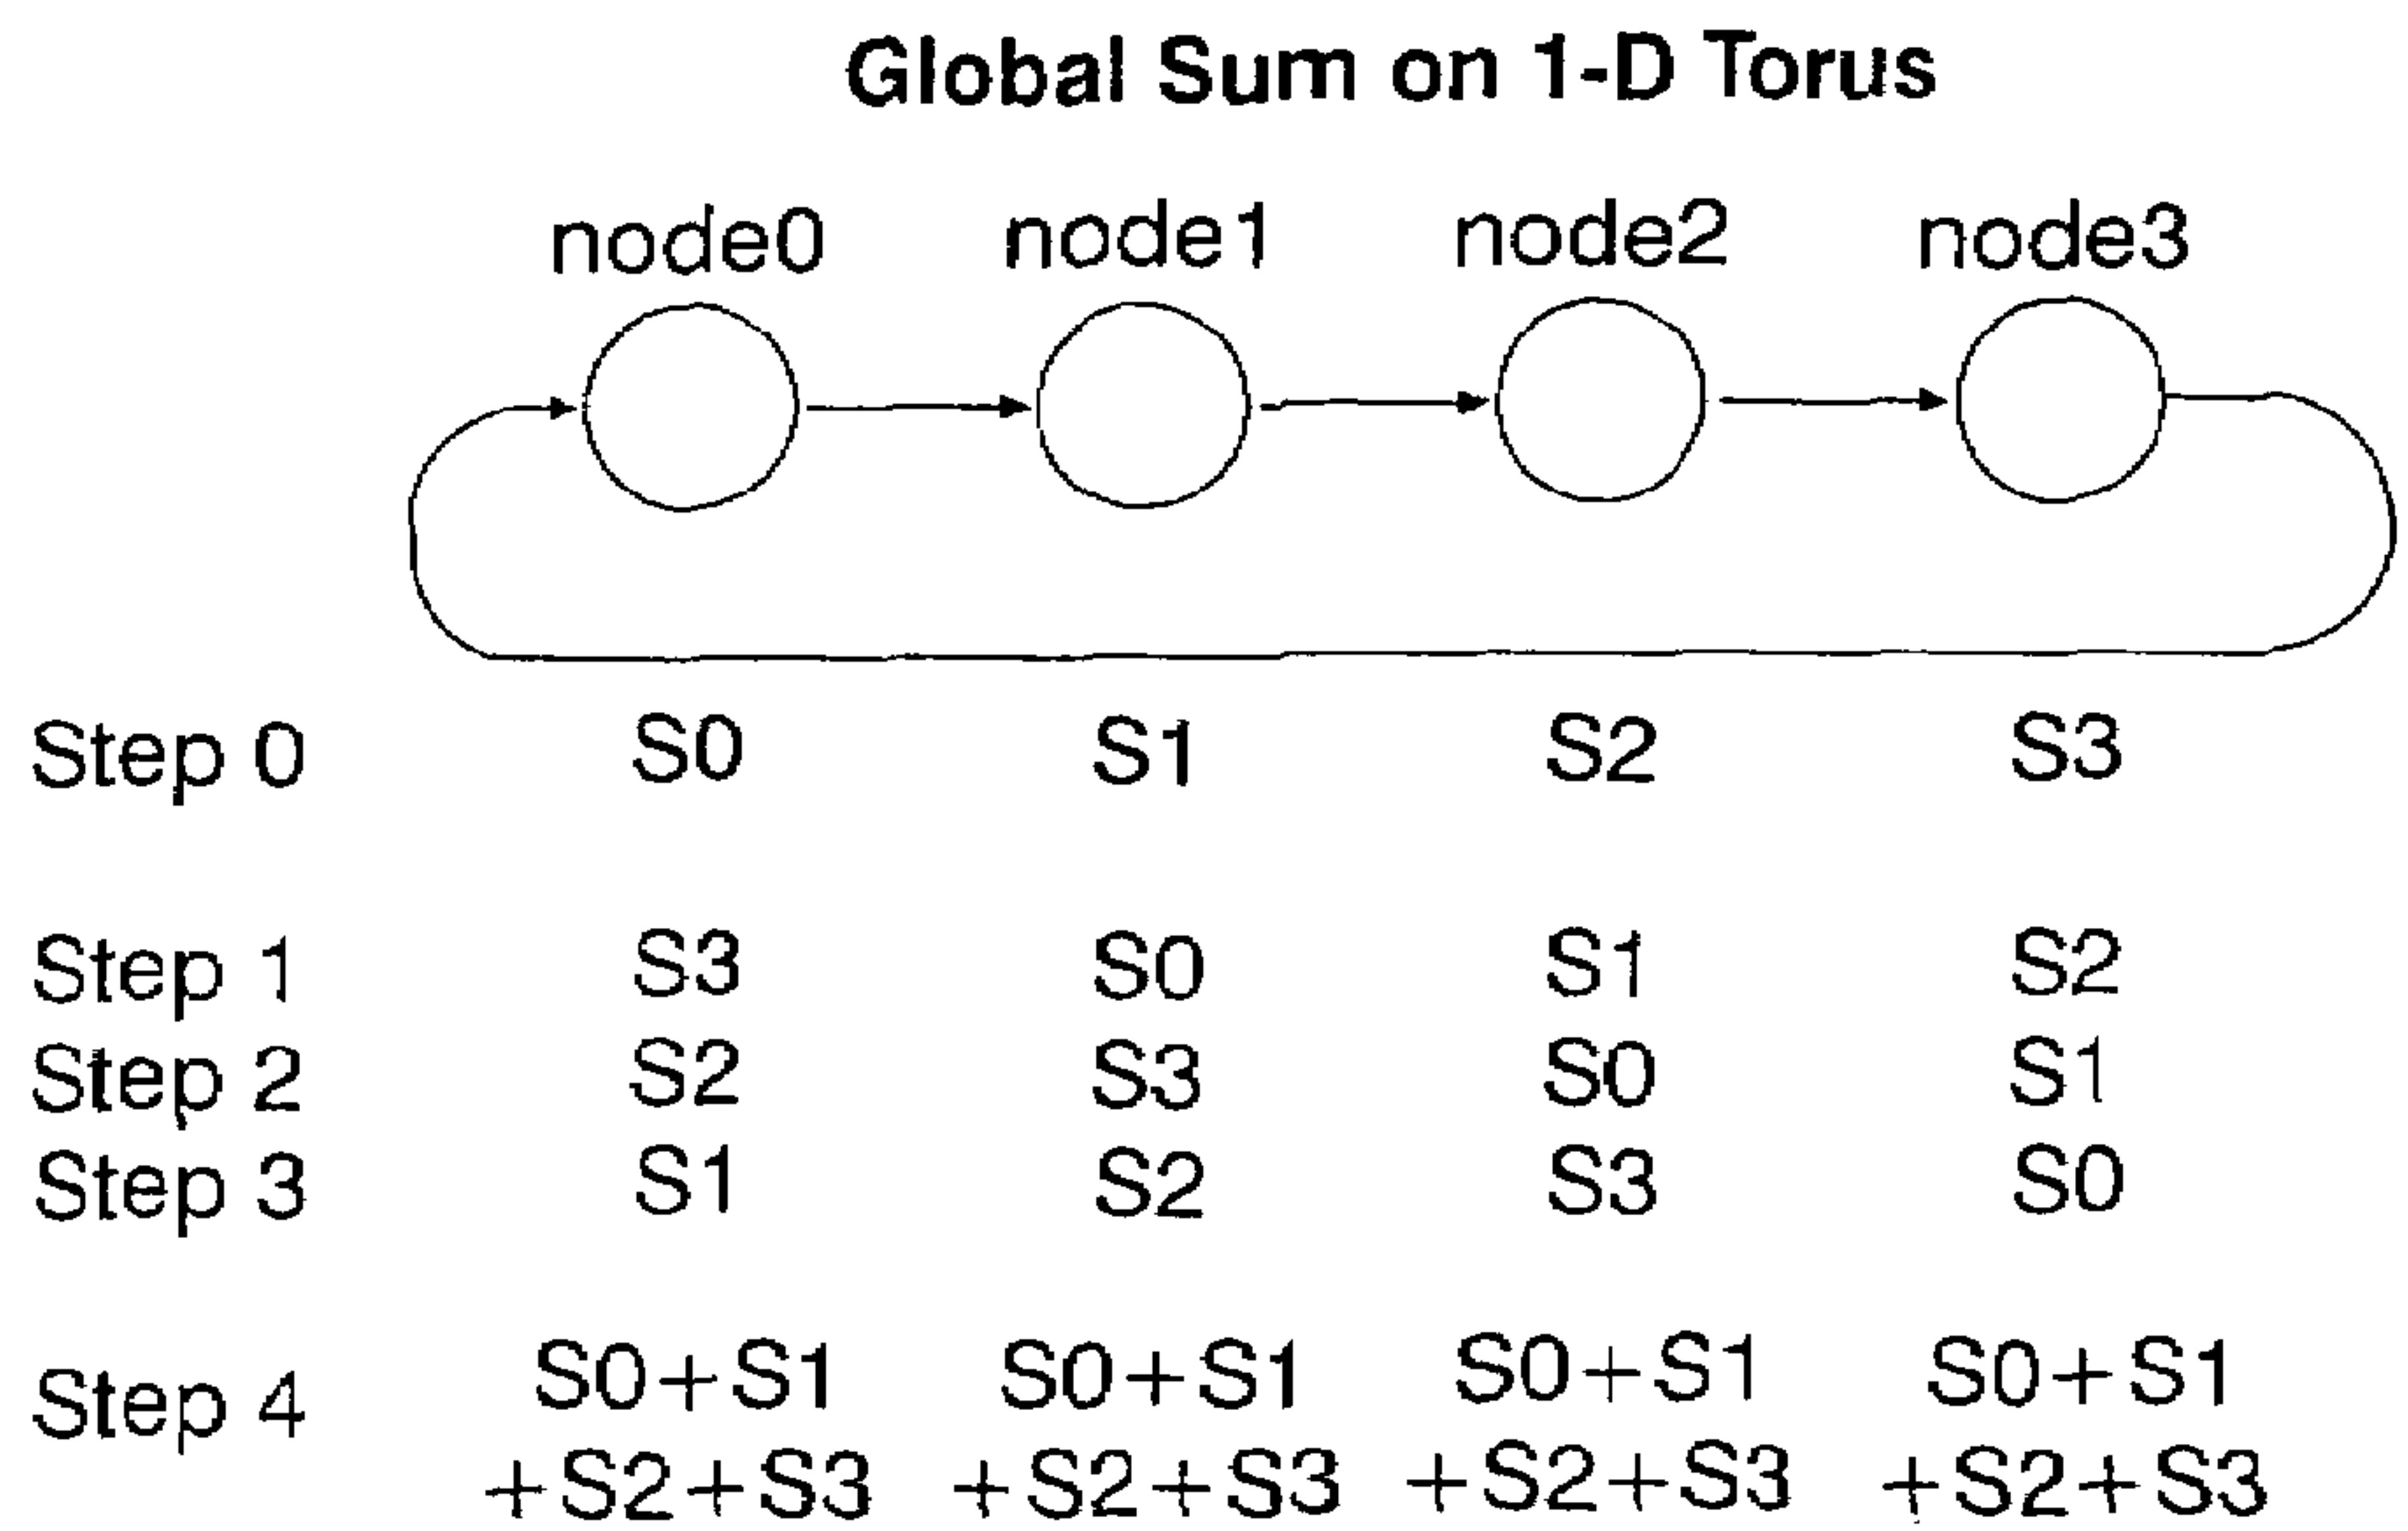 Global Sum on 1-D Torus
node0 node1 node2 node3
Step 0 S0 S1 S2 S3
Step 1 S3 S0 S1 S2
Step 2 S2 S3 S0 S1
Step 3 S1 S2 S3 S0
Step 4 S0+S1 S0+S1 S0+S1 S0+S1
+S2+S3 +S2+S3 +S2+S3 +S2+S3